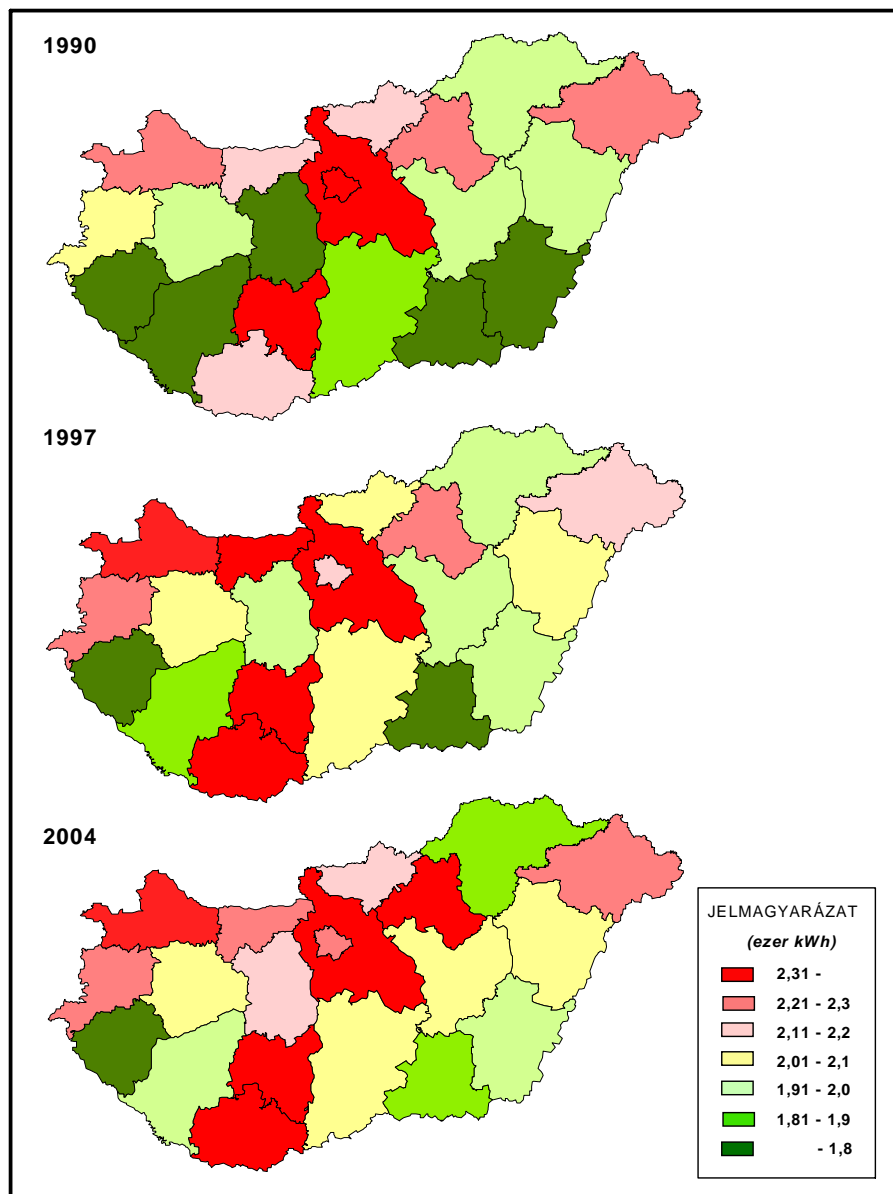 1990
1997
2004
JELMAGYARÁZAT
(ezer kWh)
2,31 -
2,21 - 2,3
2,11 - 2,2
2,01 - 2,1
1,91 - 2,0
1,81 - 1,9
- 1,8